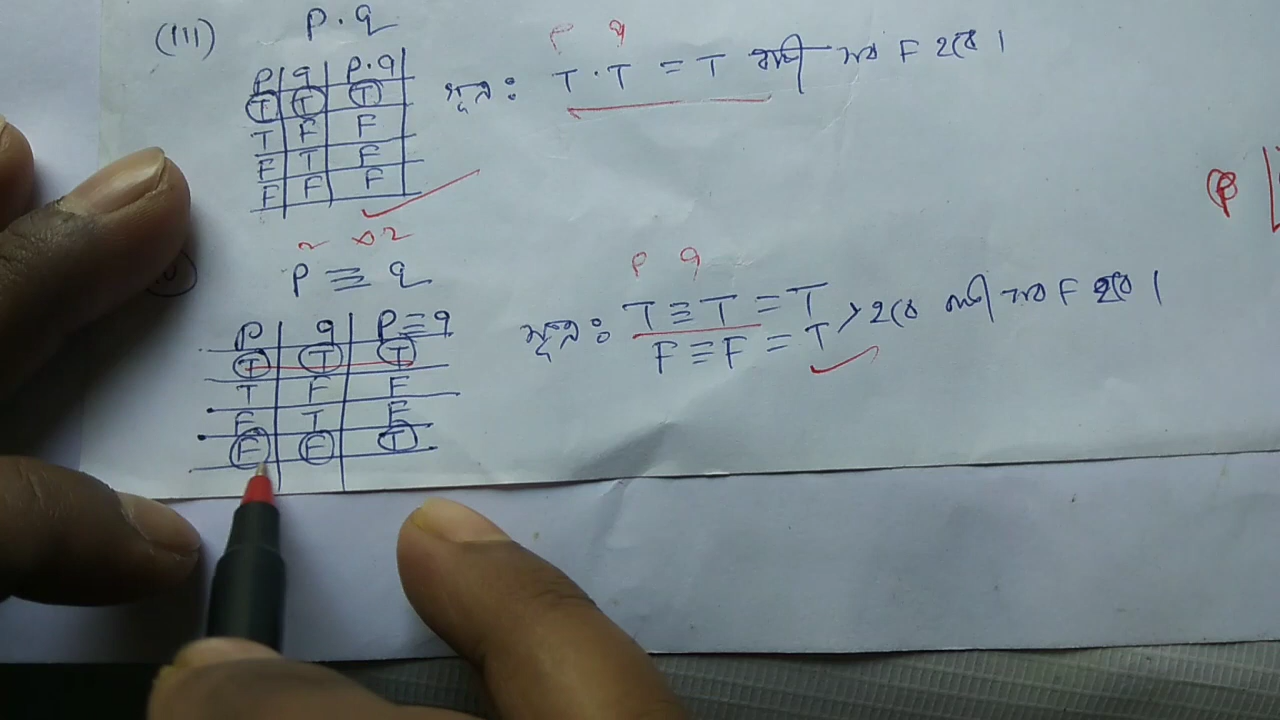 (III) p . q
p q p.q
T T T
T F F
F T F
F F F
সূত্র: T . T = T বাকী সব F হবে।
p q
p ≡ q
p q p≡q
T T T
T F F
F T F
F F T
p q
সূত্র: T ≡ T = T
F ≡ F = T > হবে বাকী সব F হবে।
p